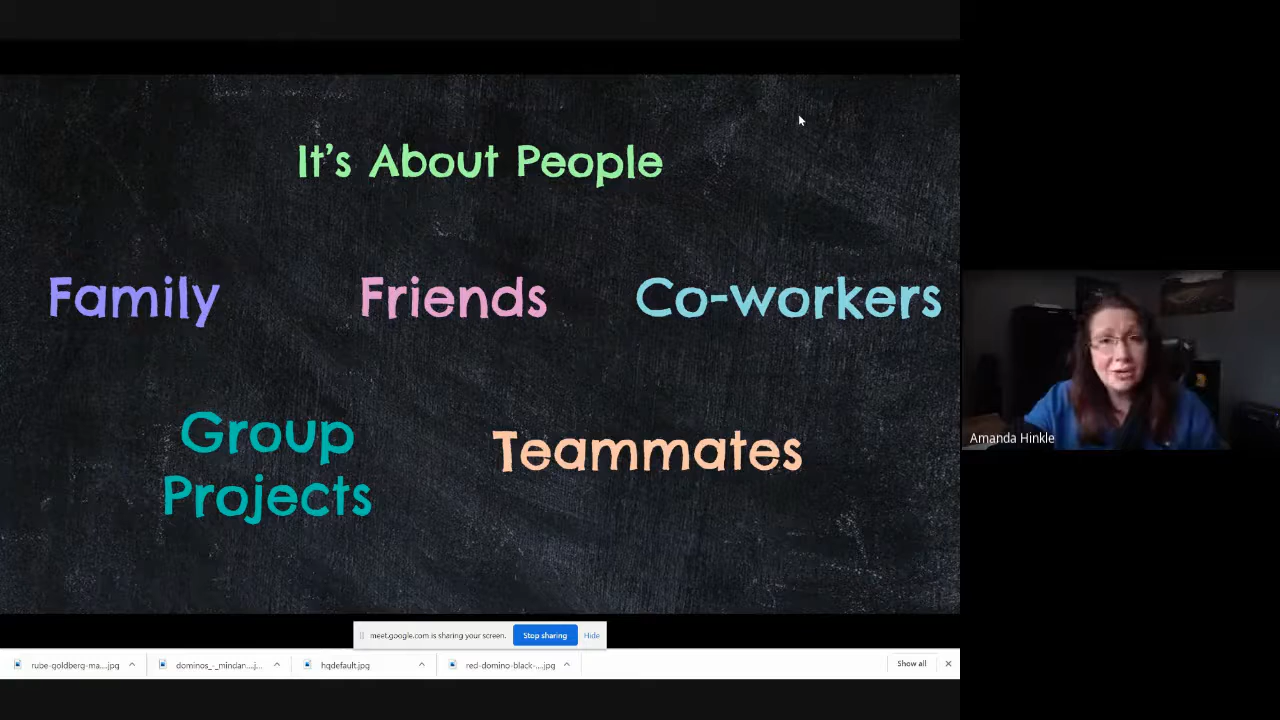 It's About People
Family Friends Co-workers
Group
Projects
Teammates
Amanda Hinkle
meet.google.com is sharing your screen. Stop sharing Hide
rube-goldberg-ma....jpg dominos_-_mindan....j... hqdefault.jpg red-domino-black-....jpg Show all